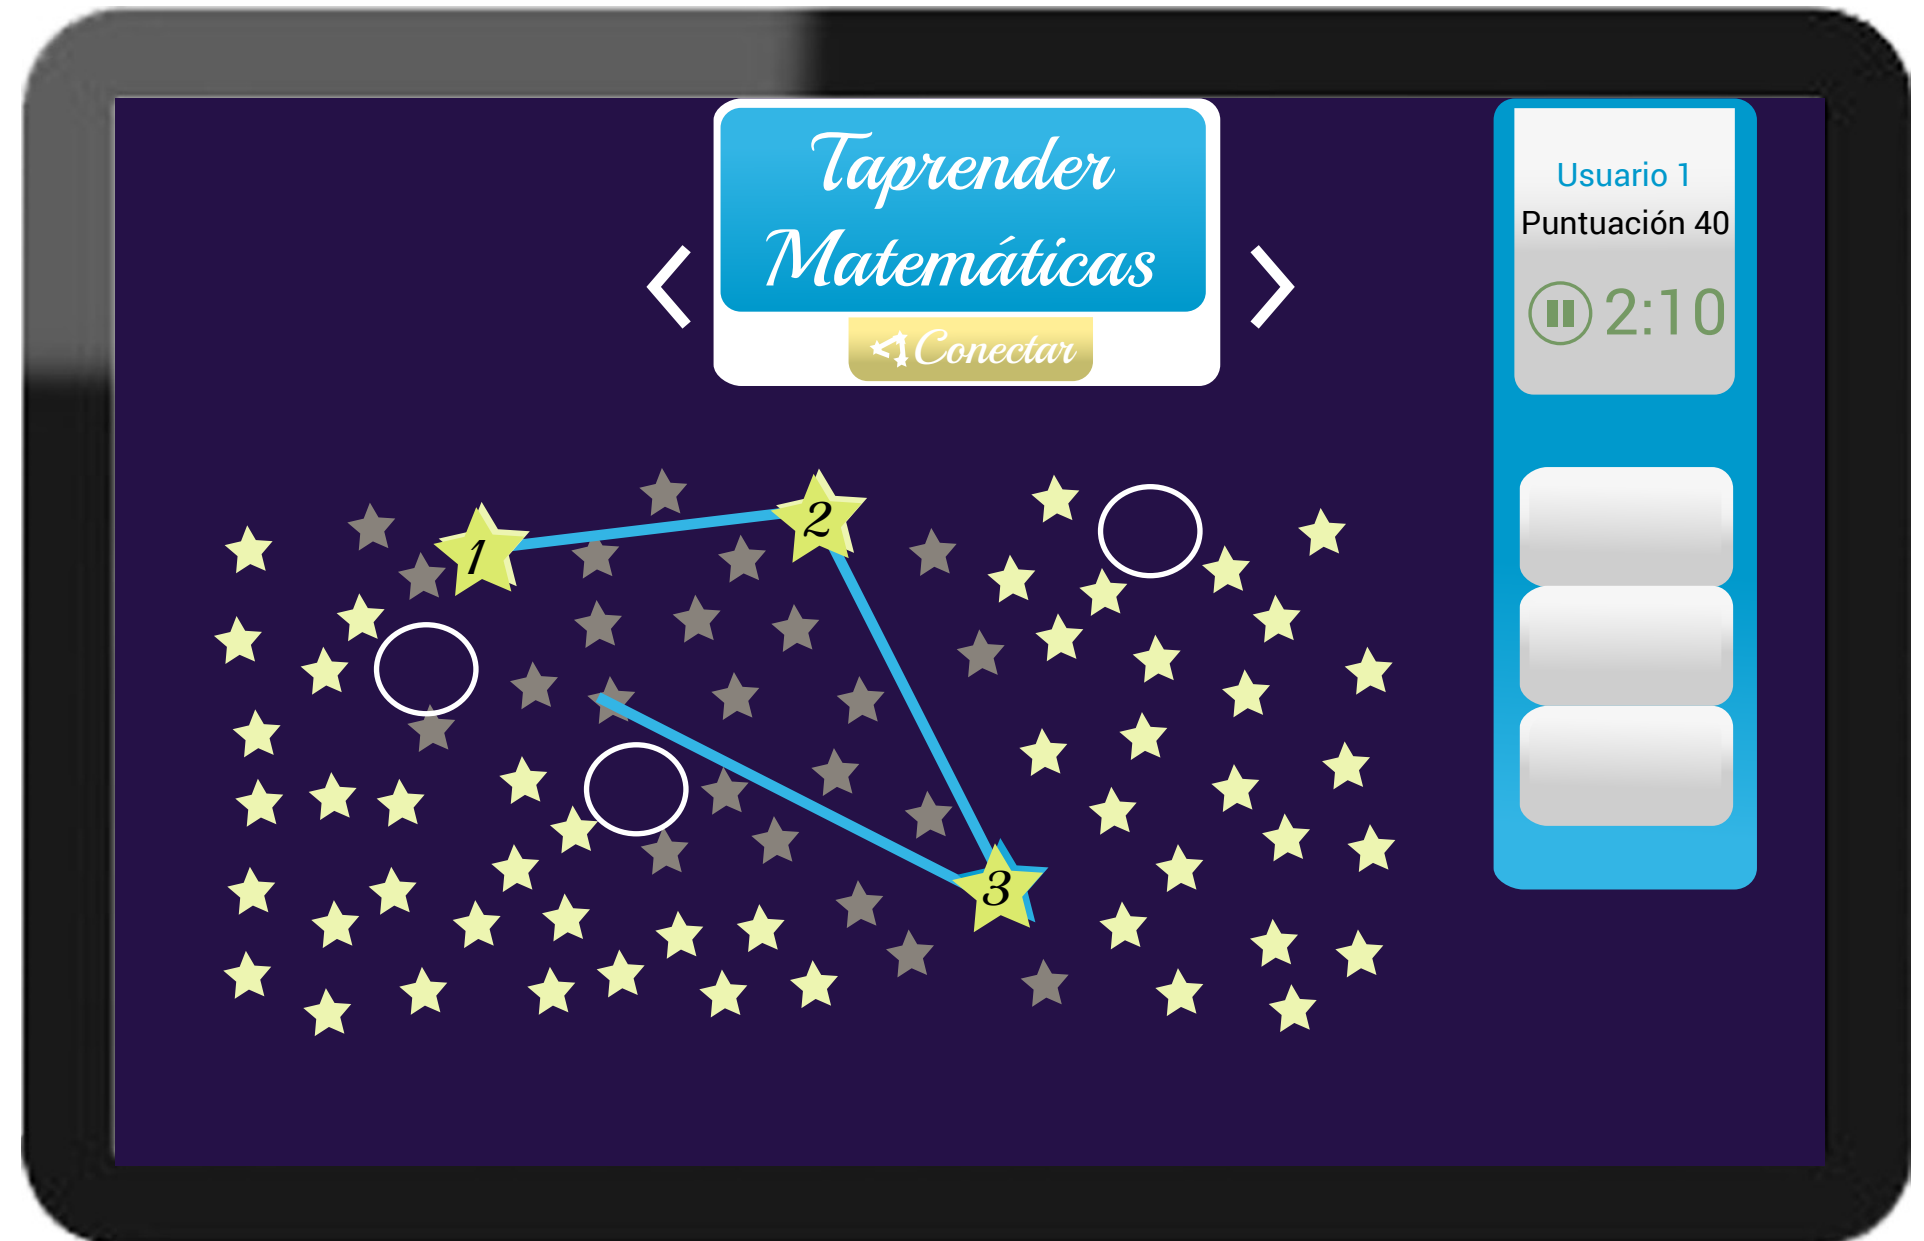 Taprender
Matemáticas
Conectar
Usuario 1
Puntuación 40
2:10
1
2
3